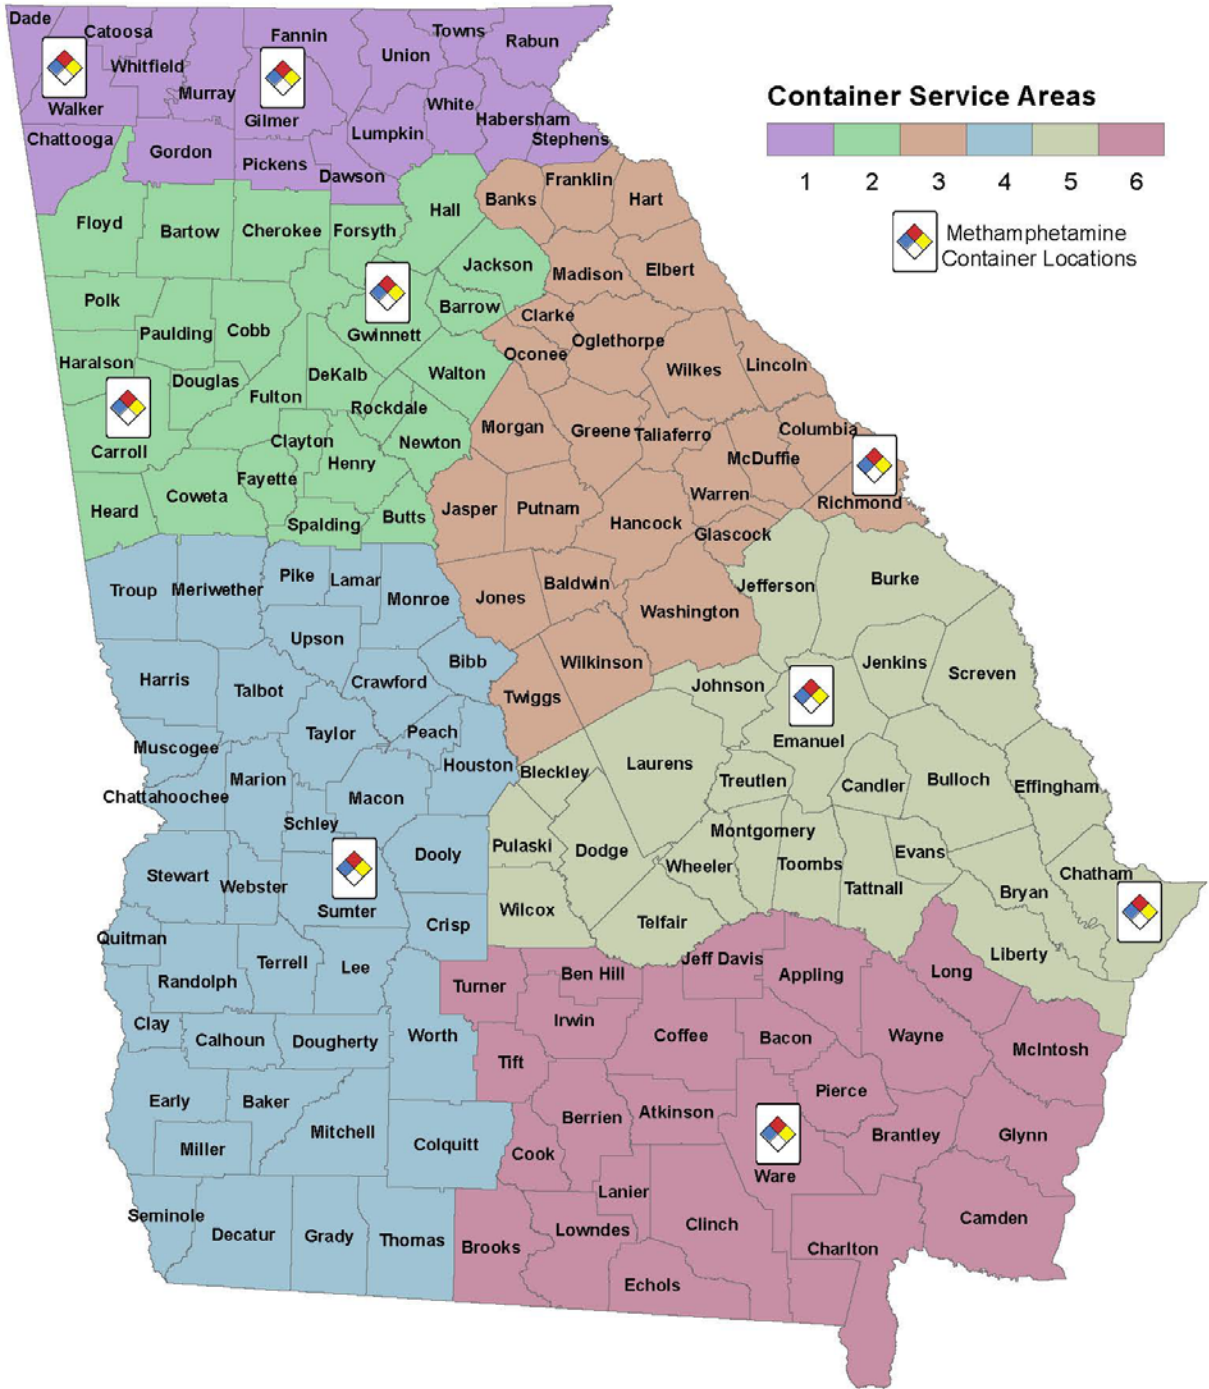 Dade
Catoosa
Fannin
Towns
Union
Rabun
Whitfield
Murray
Walker
Gilmer
White
Habersham
Lumpkin
Stephens
Chattooga
Gordon
Pickens
Dawson
Container Service Areas
1 2 3 4 5 6
Methamphetamine
Container Locations
Franklin
Banks
Hart
Hall
Floyd
Bartow
Cherokee
Forsyth
Jackson
Madison
Elbert
Polk
Barrow
Clarke
Paulding
Cobb
Gwinnett
Oglethorpe
Oconee
Haralson
Douglas
DeKalb
Walton
Wilkes
Lincoln
Fulton
Rockdale
Carroll
Clayton
Newton
Morgan
Greene
Taliaferro
Columbia
McDuffie
Henry
Fayette
Coweta
Heard
Spalding
Butts
Jasper
Putnam
Hancock
Warren
Richmond
Glascock
Troup
Meriwether
Pike
Lamar
Monroe
Jones
Baldwin
Washington
Jefferson
Burke
Upson
Bibb
Wilkinson
Jenkins
Screven
Harris
Talbot
Crawford
Twiggs
Johnson
Emanuel
Muscogee
Taylor
Peach
Houston
Bleckley
Laurens
Treutlen
Candler
Bulloch
Effingham
Chattahoochee
Marion
Macon
Schley
Dooly
Pulaski
Dodge
Montgomery
Wheeler
Toombs
Evans
Tattnall
Bryan
Chatham
Stewart
Webster
Sumter
Crisp
Wilcox
Telfair
Liberty
Quitman
Randolph
Terrell
Lee
Turner
Ben Hill
Jeff Davis
Appling
Long
Clay
Calhoun
Dougherty
Worth
Irwin
Coffee
Bacon
Wayne
McIntosh
Tift
Early
Baker
Mitchell
Miller
Colquitt
Berrien
Atkinson
Pierce
Brantley
Glynn
Cook
Ware
Lanier
Seminole
Decatur
Grady
Thomas
Brooks
Lowndes
Clinch
Charlton
Camden
Echols